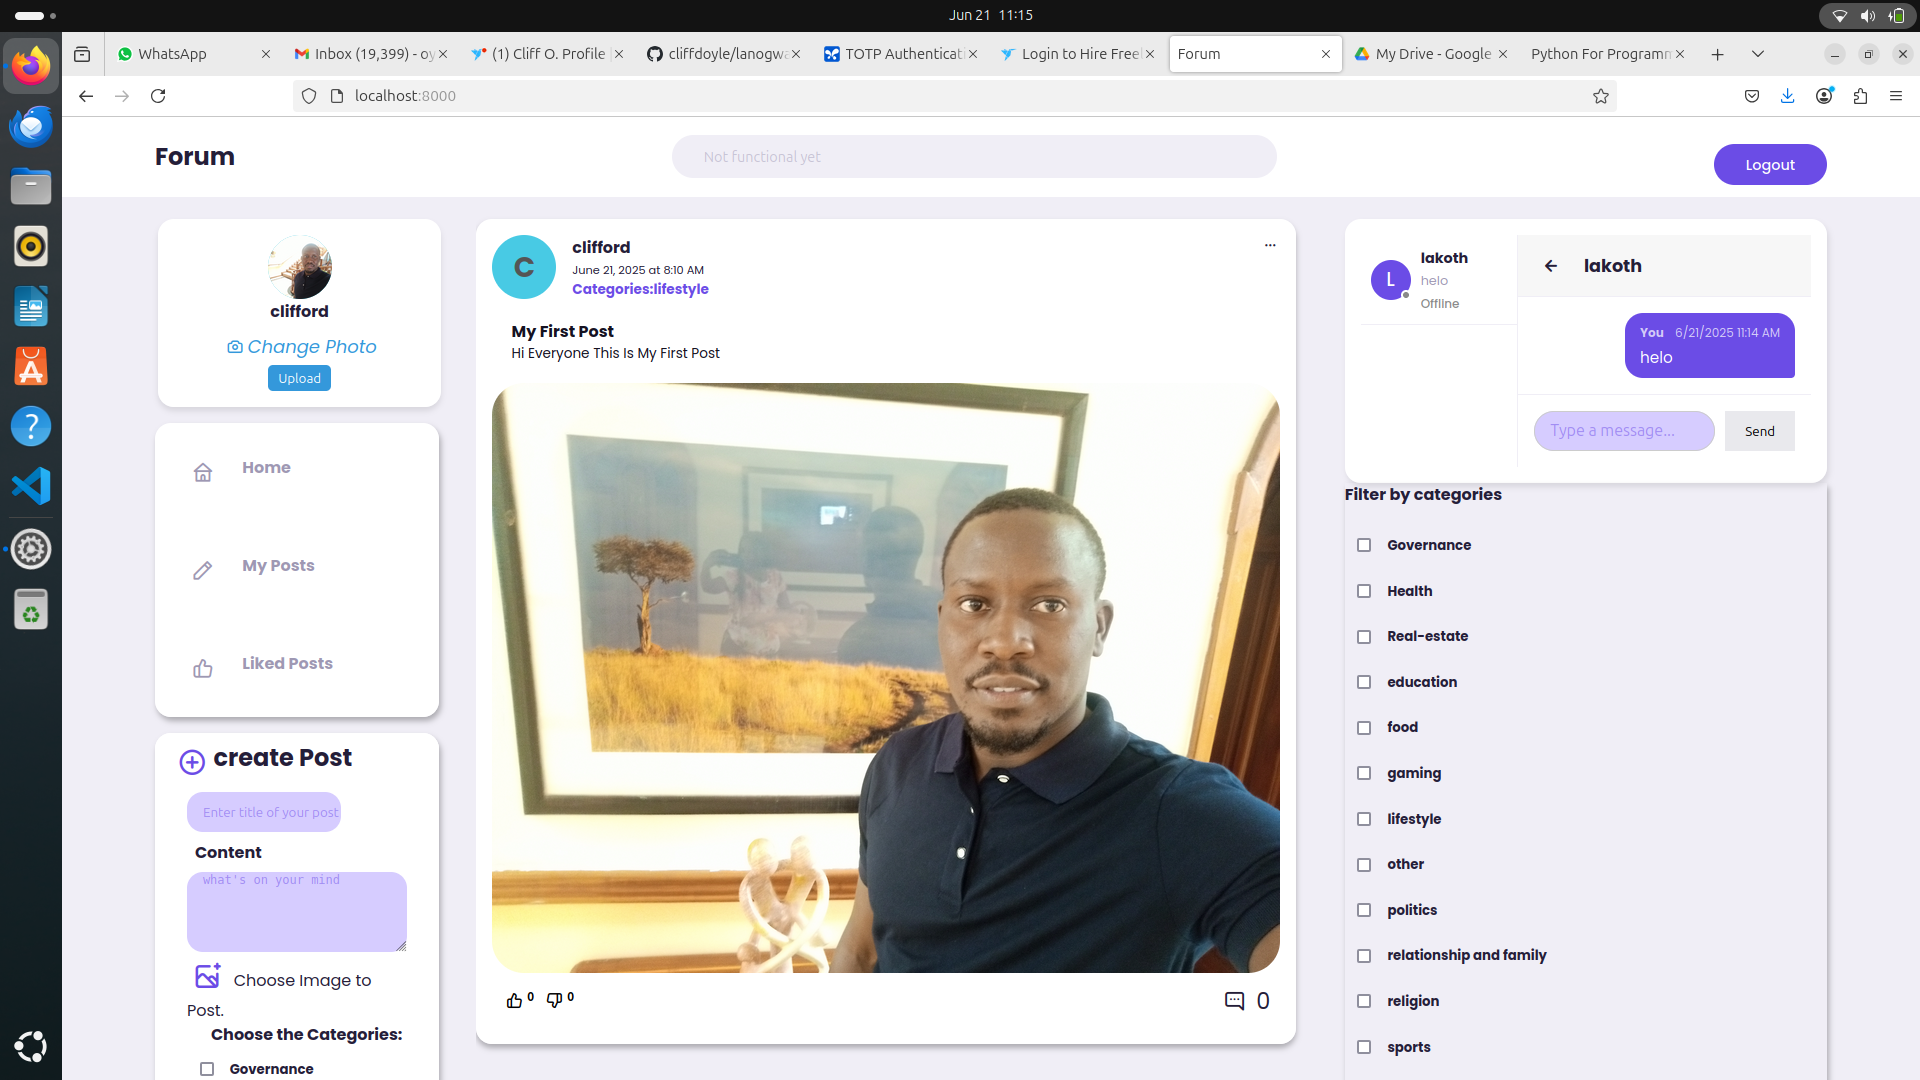 Jun 21 11:15
WhatsApp
Inbox (19,399) - oy
(1) Cliff O. Profile |
cliffdoyle/lanogwa
TOTP Authenticati
Login to Hire Freel
Forum
My Drive - Google
Python For Programm
localhost:8000
Forum
Not functional yet
Logout
clifford
Change Photo
Upload
Home
My Posts
Liked Posts
create Post
Enter title of your post
Content
what's on your mind
Choose Image to
Post.
Choose the Categories:
Governance
C
clifford
June 21, 2025 at 8:10 AM
Categories:lifestyle
...
My First Post
Hi Everyone This Is My First Post
0 0
0
L
lakoth
helo
Offline
lakoth
You 6/21/2025 11:14 AM
helo
Type a message...
Send
Filter by categories
Governance
Health
Real-estate
education
food
gaming
lifestyle
other
politics
relationship and family
religion
sports